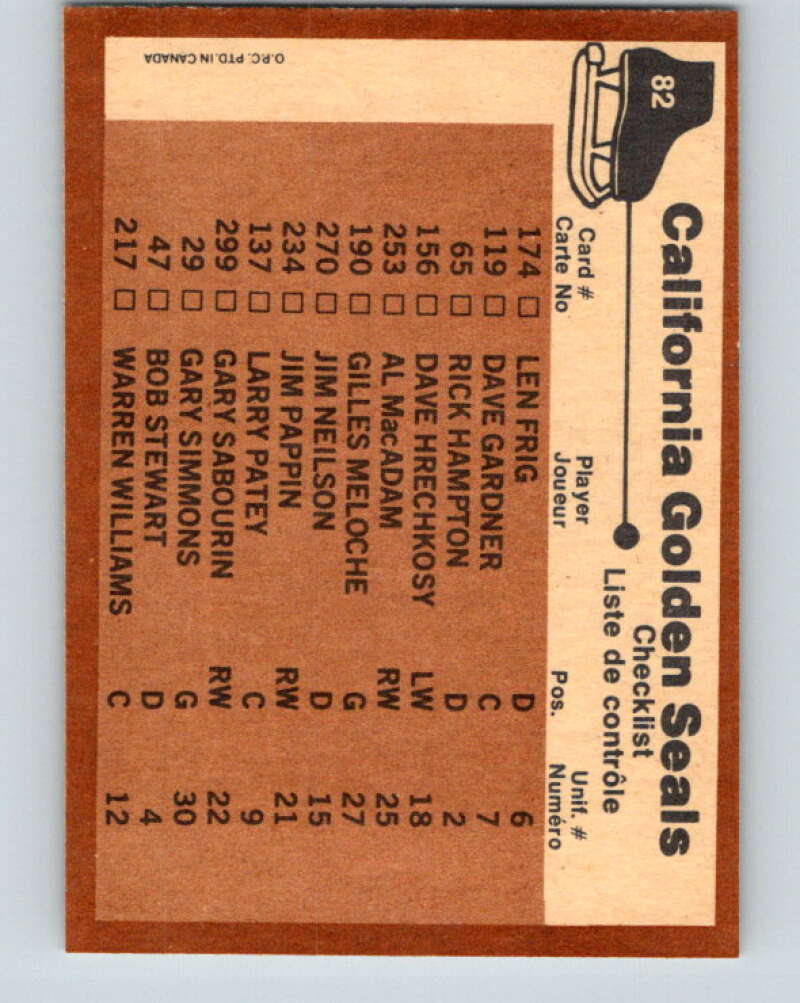 82
California Golden Seals
Checklist
Liste de contrôle
Card # Player Unif. #
Carte No Joueur Pos. Numéro
174 □ LEN FRIG D 6
119 □ DAVE GARDNER C 7
65 □ RICK HAMPTON D 2
156 □ DAVE HRECHKOSY LW 18
253 □ AL MacADAM RW 25
190 □ GILLES MELOCHE G 27
270 □ JIM NEILSON D 15
234 □ JIM PAPPIN RW 21
137 □ LARRY PATEY C 9
299 □ GARY SABOURIN RW 22
29 □ GARY SIMMONS G 30
47 □ BOB STEWART D 4
217 □ WARREN WILLIAMS C 12
O.P.C. PTD. IN CANADA